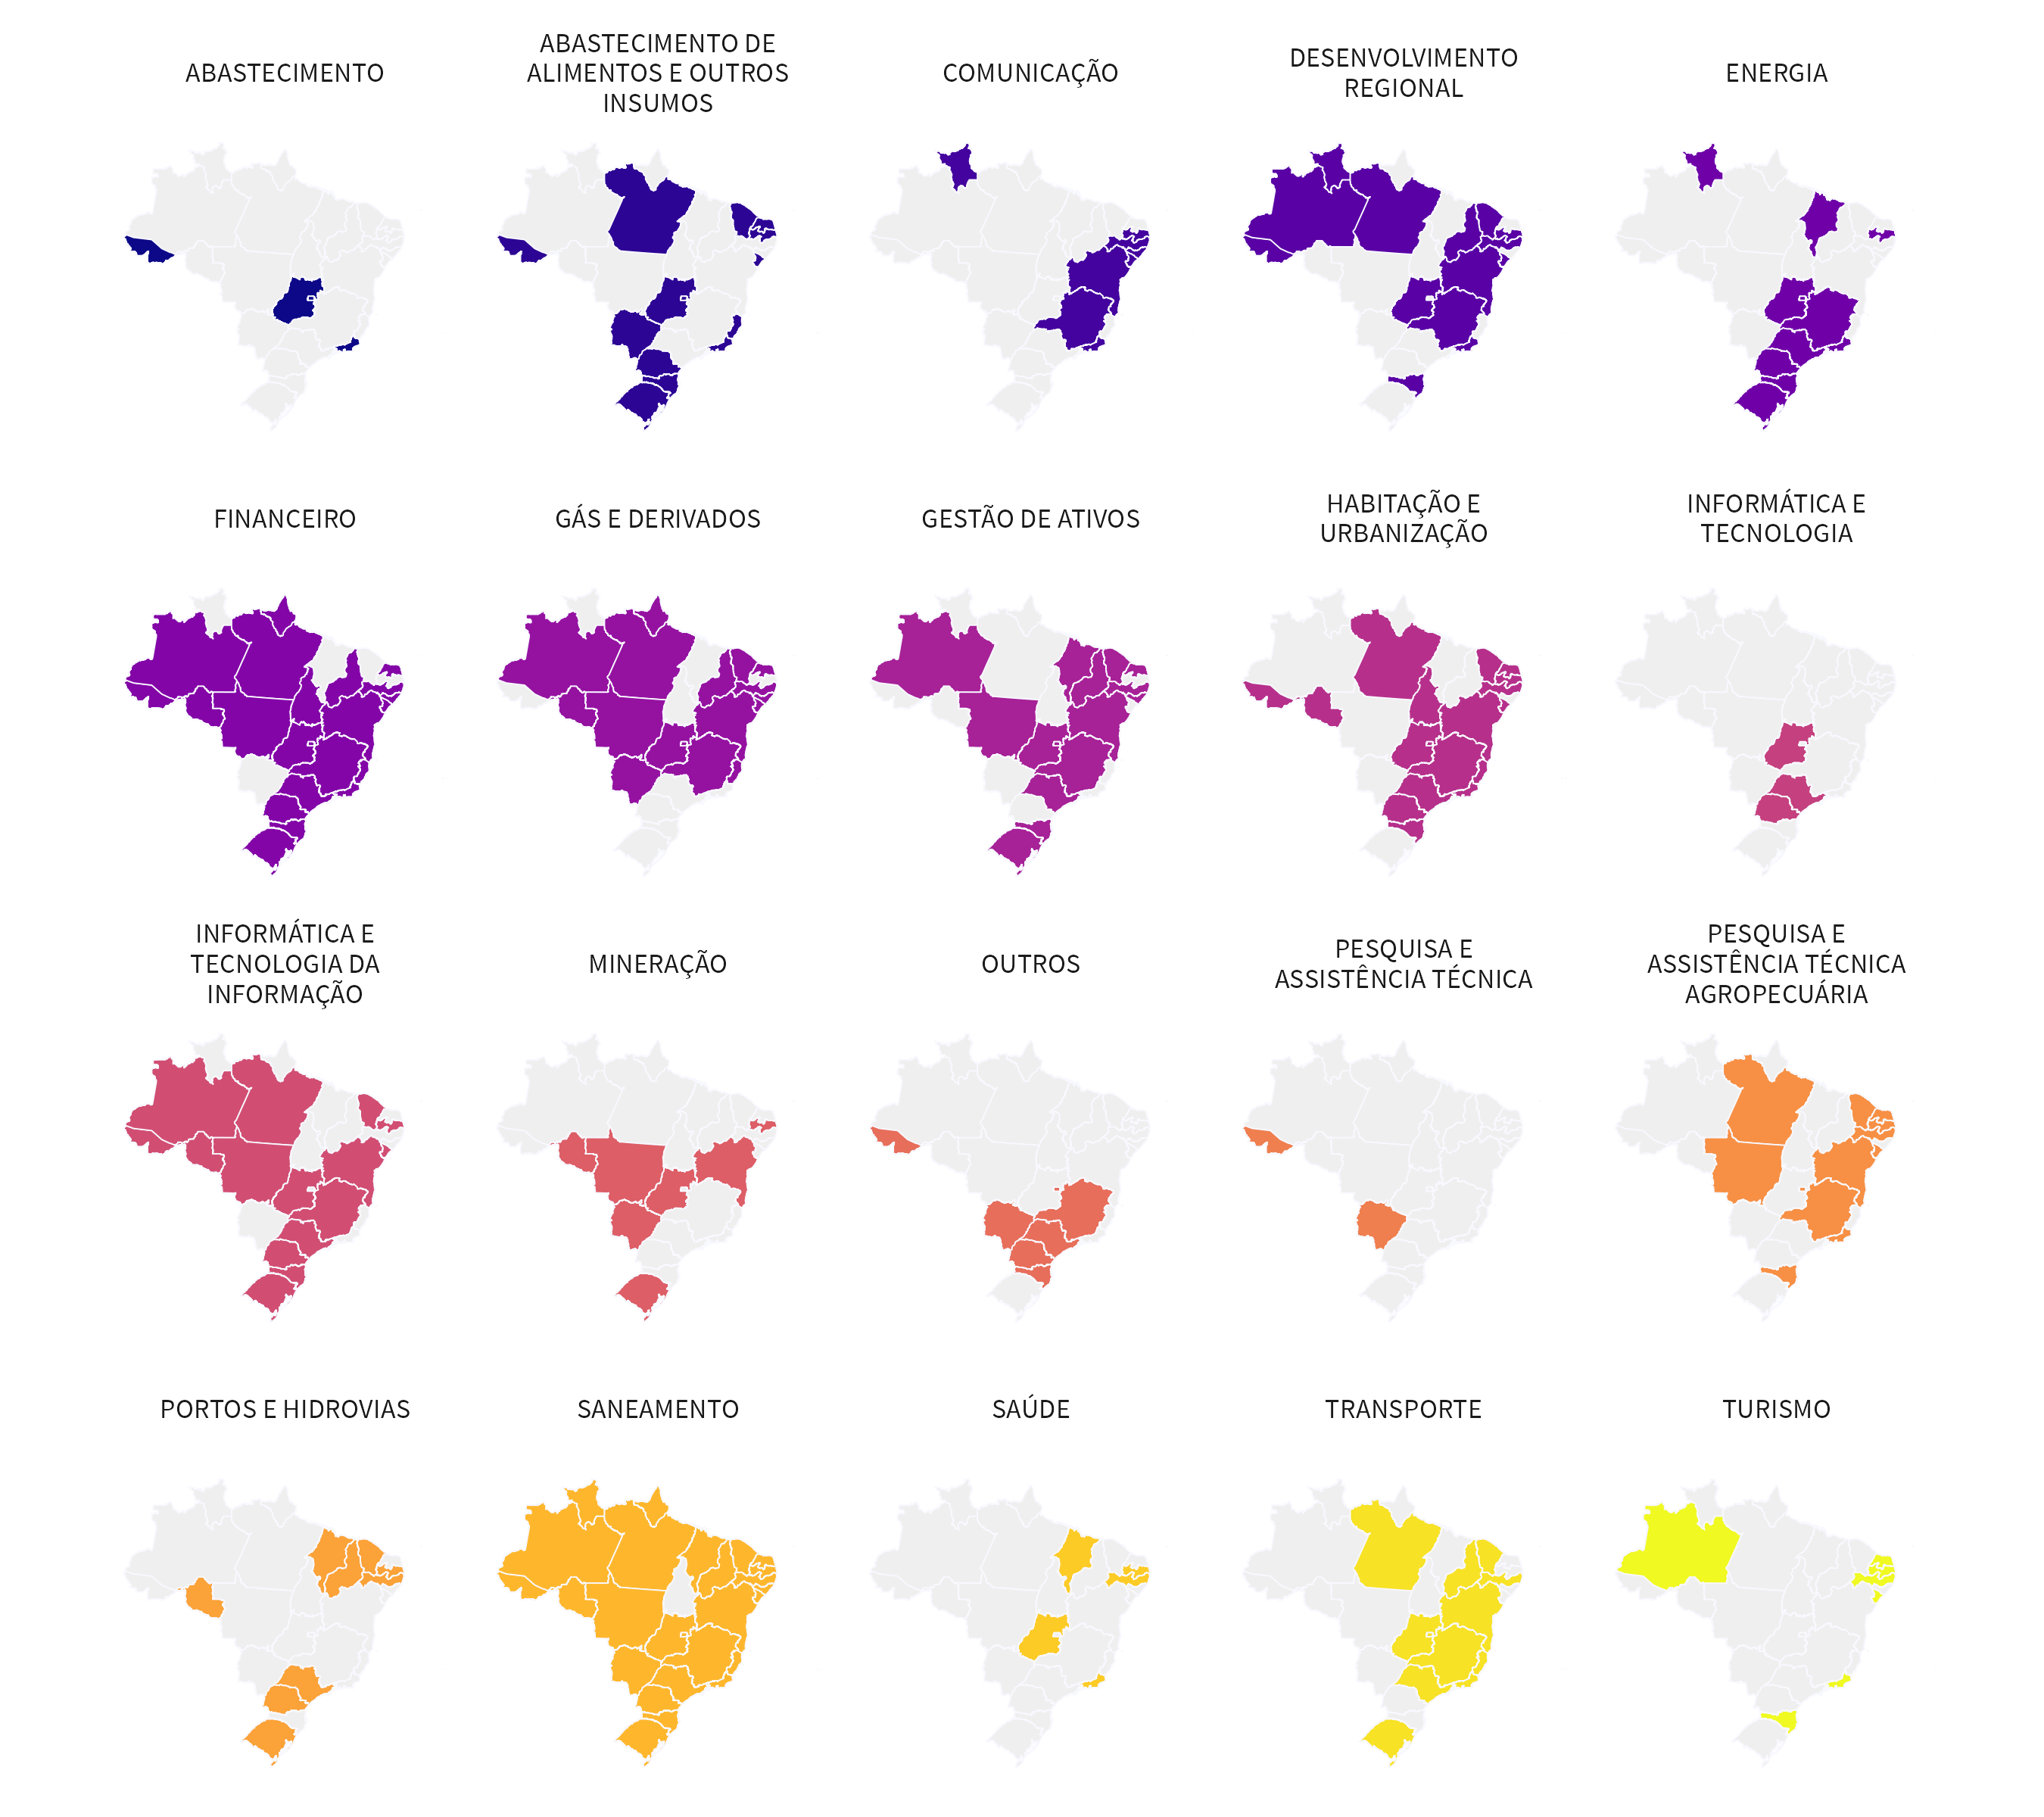 ABASTECIMENTO
ABASTECIMENTO DE
ALIMENTOS E OUTROS
INSUMOS
COMUNICAÇÃO
DESENVOLVIMENTO
REGIONAL
ENERGIA
FINANCEIRO
GÁS E DERIVADOS
GESTÃO DE ATIVOS
HABITAÇÃO E
URBANIZAÇÃO
INFORMÁTICA E
TECNOLOGIA
INFORMÁTICA E
TECNOLOGIA DA
INFORMAÇÃO
MINERAÇÃO
OUTROS
PESQUISA E
ASSISTÊNCIA TÉCNICA
PESQUISA E
ASSISTÊNCIA TÉCNICA
AGROPECUÁRIA
PORTOS E HIDROVIAS
SANEAMENTO
SAÚDE
TRANSPORTE
TURISMO